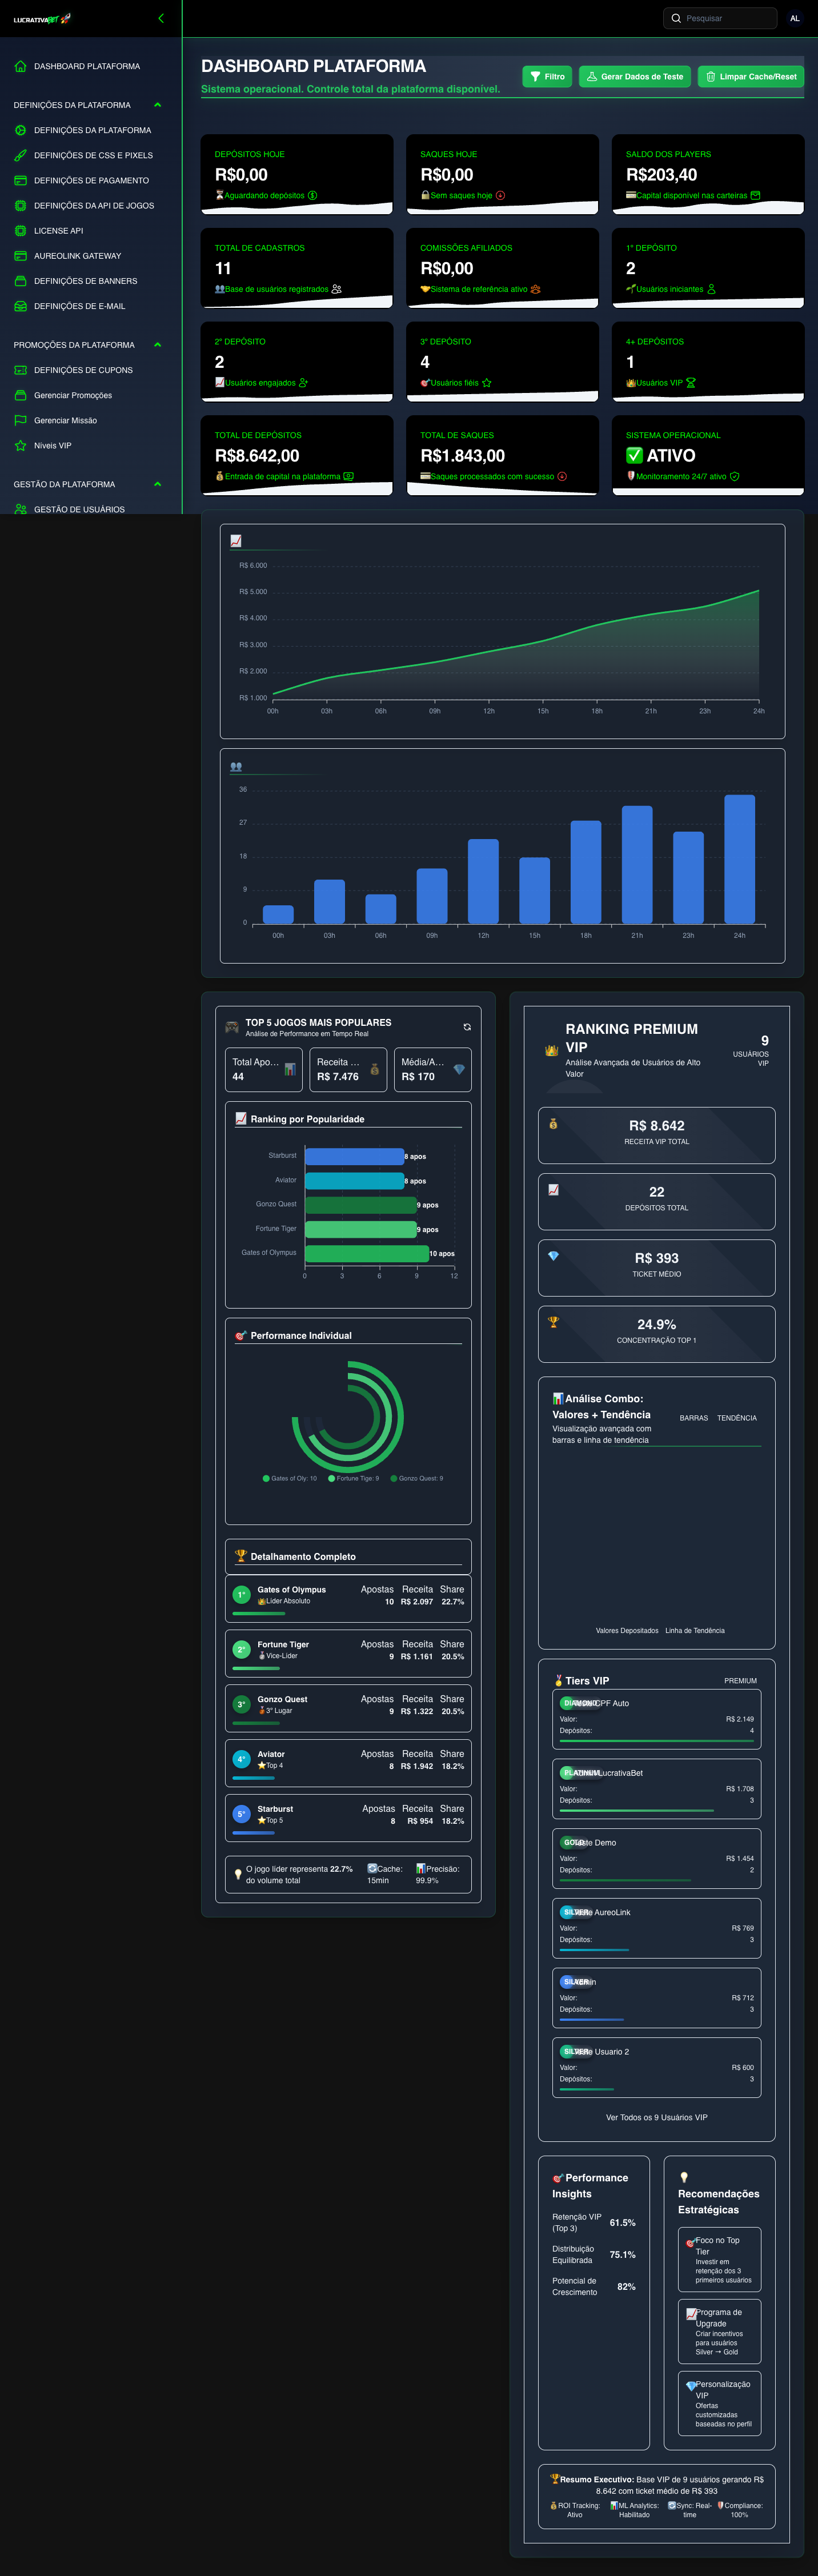 LUCRATIVABET
Pesquisar
AL
DASHBOARD PLATAFORMA
DEFINIÇÕES DA PLATAFORMA
DEFINIÇÕES DA PLATAFORMA
DEFINIÇÕES DE CSS E PIXELS
DEFINIÇÕES DE PAGAMENTO
DEFINIÇÕES DA API DE JOGOS
LICENSE API
AUREOLINK GATEWAY
DEFINIÇÕES DE BANNERS
DEFINIÇÕES DE E-MAIL
PROMOÇÕES DA PLATAFORMA
DEFINIÇÕES DE CUPONS
Gerenciar Promoções
Gerenciar Missão
Níveis VIP
GESTÃO DA PLATAFORMA
GESTÃO DE USUÁRIOS
DASHBOARD PLATAFORMA
Sistema operacional. Controle total da plataforma disponível.
Filtro
Gerar Dados de Teste
Limpar Cache/Reset
DEPÓSITOS HOJE
R$0,00
Aguardando depósitos
SAQUES HOJE
R$0,00
Sem saques hoje
SALDO DOS PLAYERS
R$203,40
Capital disponível nas carteiras
TOTAL DE CADASTROS
11
Base de usuários registrados
COMISSÕES AFILIADOS
R$0,00
Sistema de referência ativo
1º DEPÓSITO
2
Usuários iniciantes
2º DEPÓSITO
2
Usuários engajados
3º DEPÓSITO
4
Usuários fiéis
4+ DEPÓSITOS
1
Usuários VIP
TOTAL DE DEPÓSITOS
R$8.642,00
Entrada de capital na plataforma
TOTAL DE SAQUES
R$1.843,00
Saques processados com sucesso
SISTEMA OPERACIONAL
✅ ATIVO
Monitoramento 24/7 ativo
R$ 6.000
R$ 5.000
R$ 4.000
R$ 3.000
R$ 2.000
R$ 1.000
00h 03h 06h 09h 12h 15h 18h 21h 23h 24h
36
27
18
9
0
00h 03h 06h 09h 12h 15h 18h 21h 23h 24h
TOP 5 JOGOS MAIS POPULARES
Análise de Performance em Tempo Real
Total Apo...
44
Receita ...
R$ 7.476
Média/A...
R$ 170
Ranking por Popularidade
Starburst 8 apos
Aviator 8 apos
Gonzo Quest 9 apos
Fortune Tiger 9 apos
Gates of Olympus 10 apos
0 3 6 9 12
Performance Individual
Gates of Oly: 10 Fortune Tige: 9 Gonzo Quest: 9
Detalhamento Completo
1º Gates of Olympus Apostas Receita Share
Líder Absoluto 10 R$ 2.097 22.7%
2º Fortune Tiger Apostas Receita Share
Vice-Líder 9 R$ 1.161 20.5%
3º Gonzo Quest Apostas Receita Share
3º Lugar 9 R$ 1.322 20.5%
4º Aviator Apostas Receita Share
Top 4 8 R$ 1.942 18.2%
5º Starburst Apostas Receita Share
Top 5 8 R$ 954 18.2%
O jogo líder representa 22.7%
do volume total
Cache:
15min
Precisão:
99.9%
RANKING PREMIUM
VIP
Análise Avançada de Usuários de Alto
Valor
9
USUÁRIOS
VIP
R$ 8.642
RECEITA VIP TOTAL
22
DEPÓSITOS TOTAL
R$ 393
TICKET MÉDIO
24.9%
CONCENTRAÇÃO TOP 1
Análise Combo:
Valores + Tendência
Visualização avançada com
barras e linha de tendência
BARRAS TENDÊNCIA
Valores Depositados Linha de Tendência
Tiers VIP
PREMIUM
DIAMOND CPF Auto
Valor: R$ 2.149
Depósitos: 4
PLATINUM LucrativaBet
Valor: R$ 1.708
Depósitos: 3
GOLD Demo
Valor: R$ 1.454
Depósitos: 2
SILVER AureoLink
Valor: R$ 769
Depósitos: 3
SILVER
Valor: R$ 712
Depósitos: 3
SILVER Usuario 2
Valor: R$ 600
Depósitos: 3
Ver Todos os 9 Usuários VIP
Performance
Insights
Retenção VIP
(Top 3)
61.5%
Distribuição
Equilibrada
75.1%
Potencial de
Crescimento
82%
Recomendações
Estratégicas
Foco no Top
Tier
Investir em
retenção dos 3
primeiros usuários
Programa de
Upgrade
Criar incentivos
para usuários
Silver → Gold
Personalização
VIP
Ofertas
customizadas
baseadas no perfil
Resumo Executivo: Base VIP de 9 usuários gerando R$
8.642 com ticket médio de R$ 393
ROI Tracking:
Ativo
ML Analytics:
Habilitado
Sync: Real-
time
Compliance:
100%